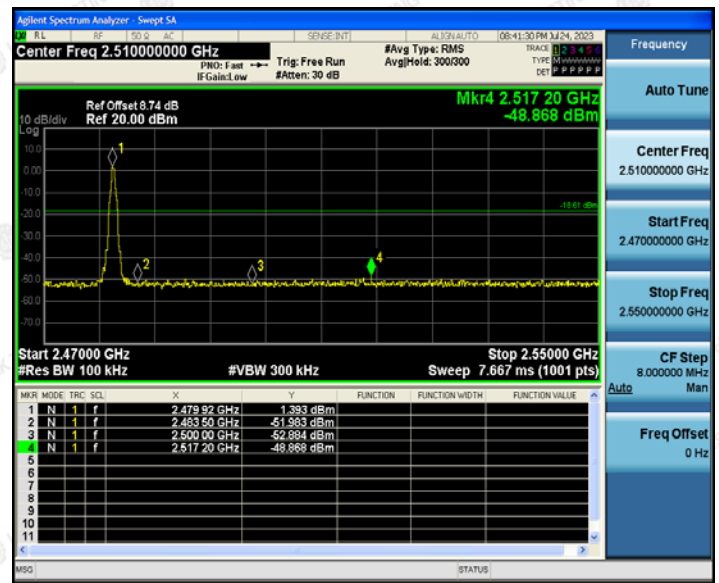 Agilent Spectrum Analyzer - Swept SA
RL RF 50 Ω AC SENSE:INT ALIGNAUTO 08:41:30 PM Jul 24, 2023
Center Freq 2.510000000 GHz
PNO: Fast
IFGain:Low
Trig: Free Run
#Atten: 30 dB
#Avg Type: RMS
Avg|Hold: 300/300
TRACE 1 2 3 4 5 6
TYPE M
DET P P P P P P
Ref Offset 8.74 dB
10 dB/div Ref 20.00 dBm
Log
Mkr4 2.517 20 GHz
-48.868 dBm
10.0
0.00
-10.0
-20.0
-30.0
-40.0
-50.0
-60.0
-70.0
1
2
3
4
-18.61 dBm
Start 2.47000 GHz Stop 2.55000 GHz
#Res BW 100 kHz #VBW 300 kHz Sweep 7.667 ms (1001 pts)
MKR MODE TRC SCL X Y FUNCTION FUNCTION WIDTH FUNCTION VALUE
1 N 1 f 2.479 92 GHz 1.393 dBm
2 N 1 f 2.483 50 GHz -51.983 dBm
3 N 1 f 2.500 00 GHz -52.884 dBm
4 N 1 f 2.517 20 GHz -48.868 dBm
5
6
7
8
9
10
11
MSG STATUS
Frequency
Auto Tune
Center Freq
2.510000000 GHz
Start Freq
2.470000000 GHz
Stop Freq
2.550000000 GHz
CF Step
8.000000 MHz
Auto Man
Freq Offset
0 Hz